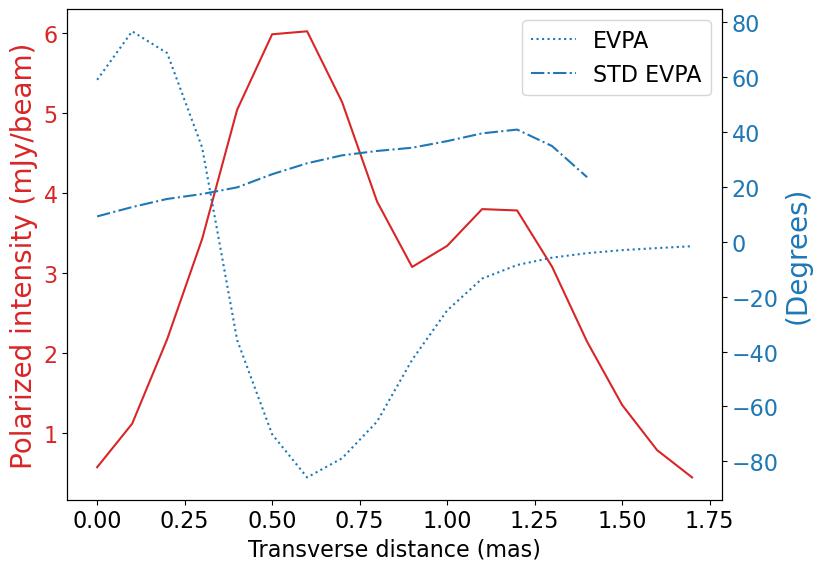 Polarized intensity (mJy/beam)
6
5
4
3
2
1
EVPA
STD EVPA
80
60
40
20
0
−20
−40
−60
−80
(Degrees)
0.00 0.25 0.50 0.75 1.00 1.25 1.50 1.75
Transverse distance (mas)